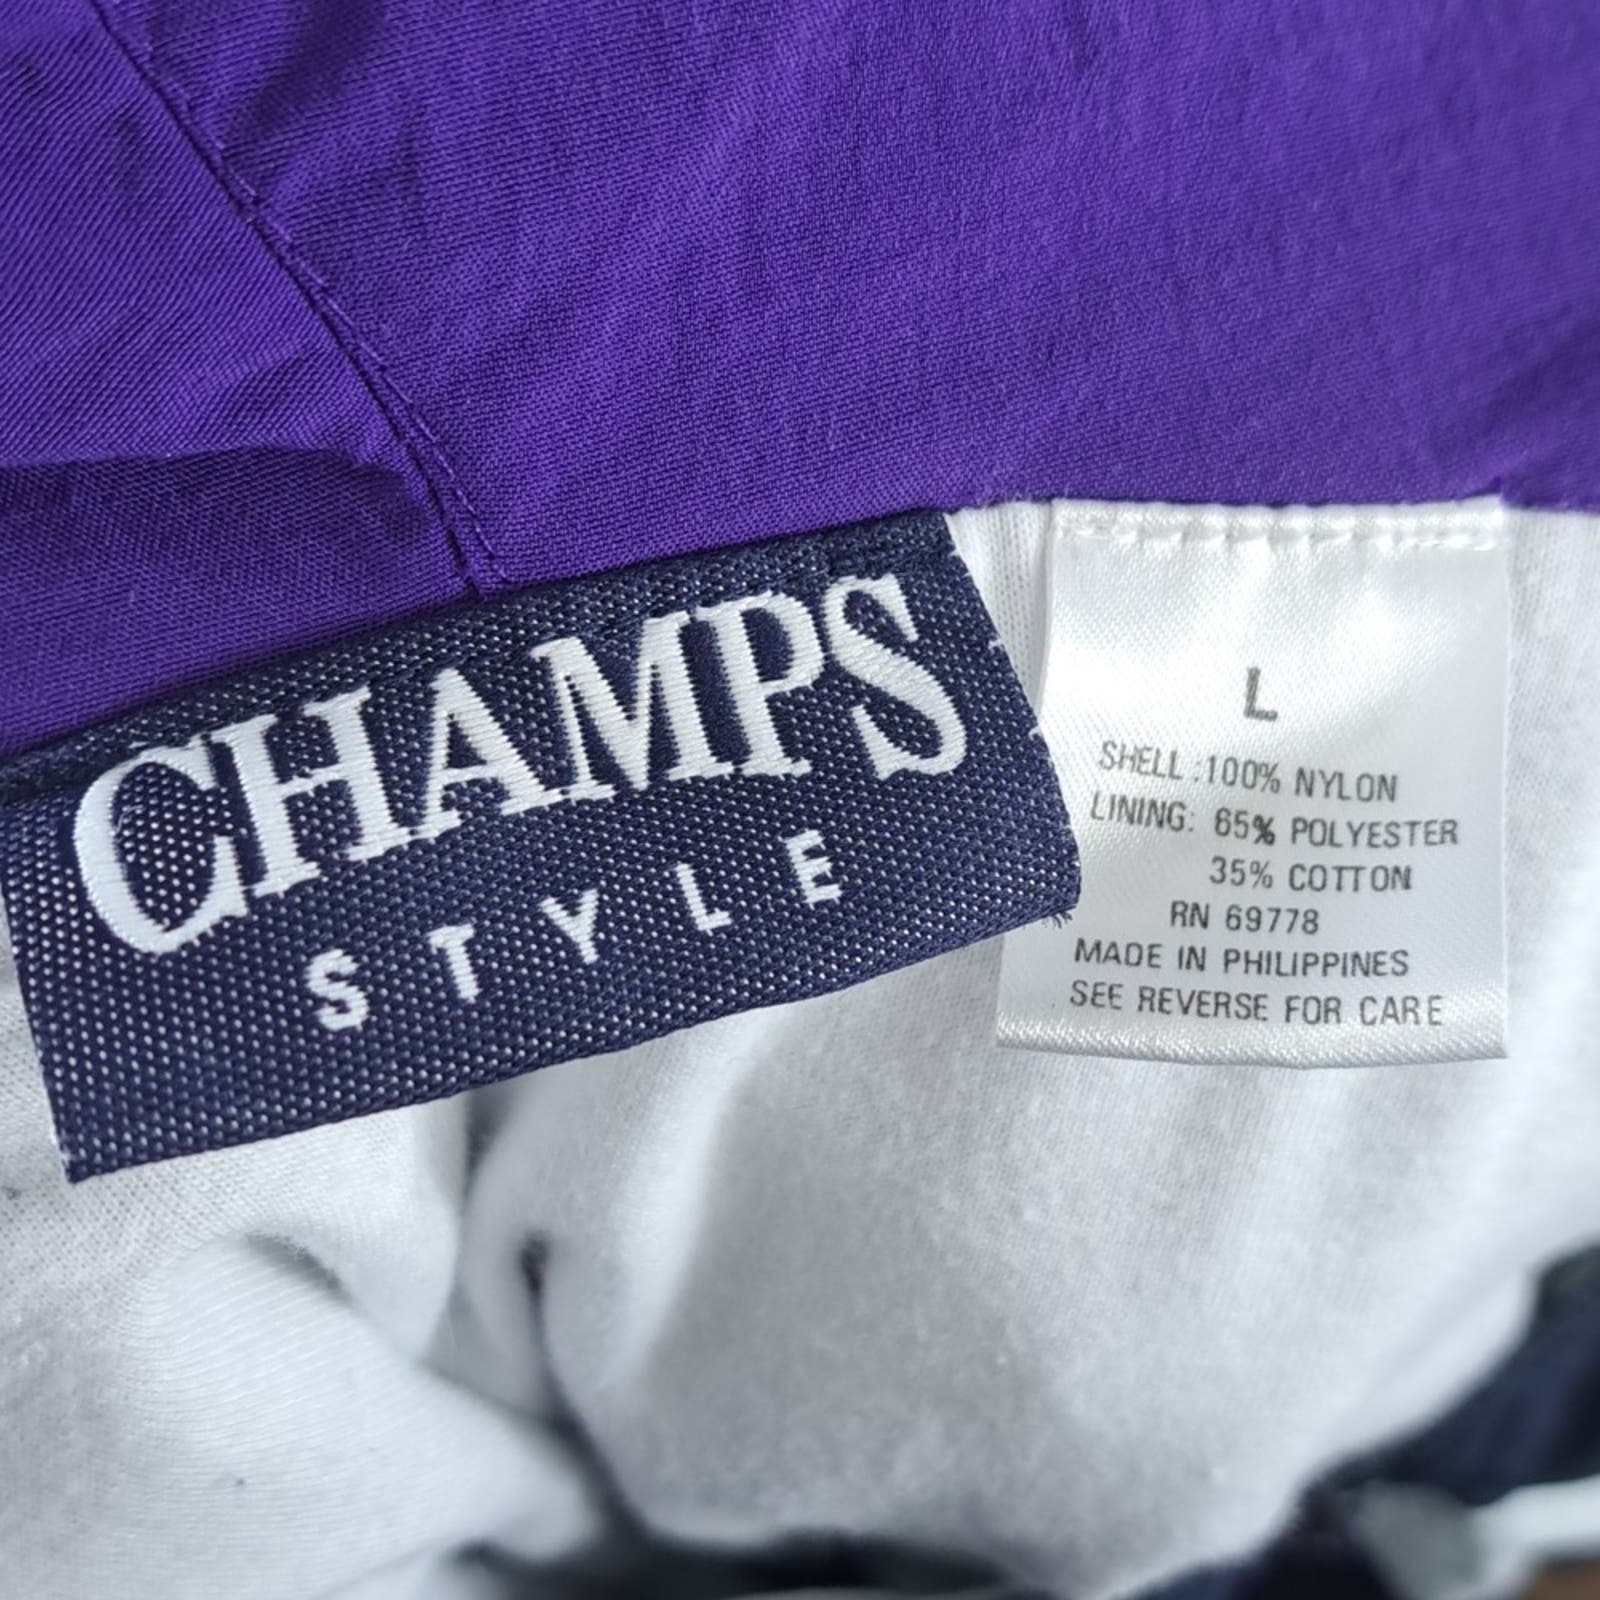 CHAMPS
STYLE
L
SHELL :100% NYLON
LINING: 65% POLYESTER
35% COTTON
RN 69778
MADE IN PHILIPPINES
SEE REVERSE FOR CARE